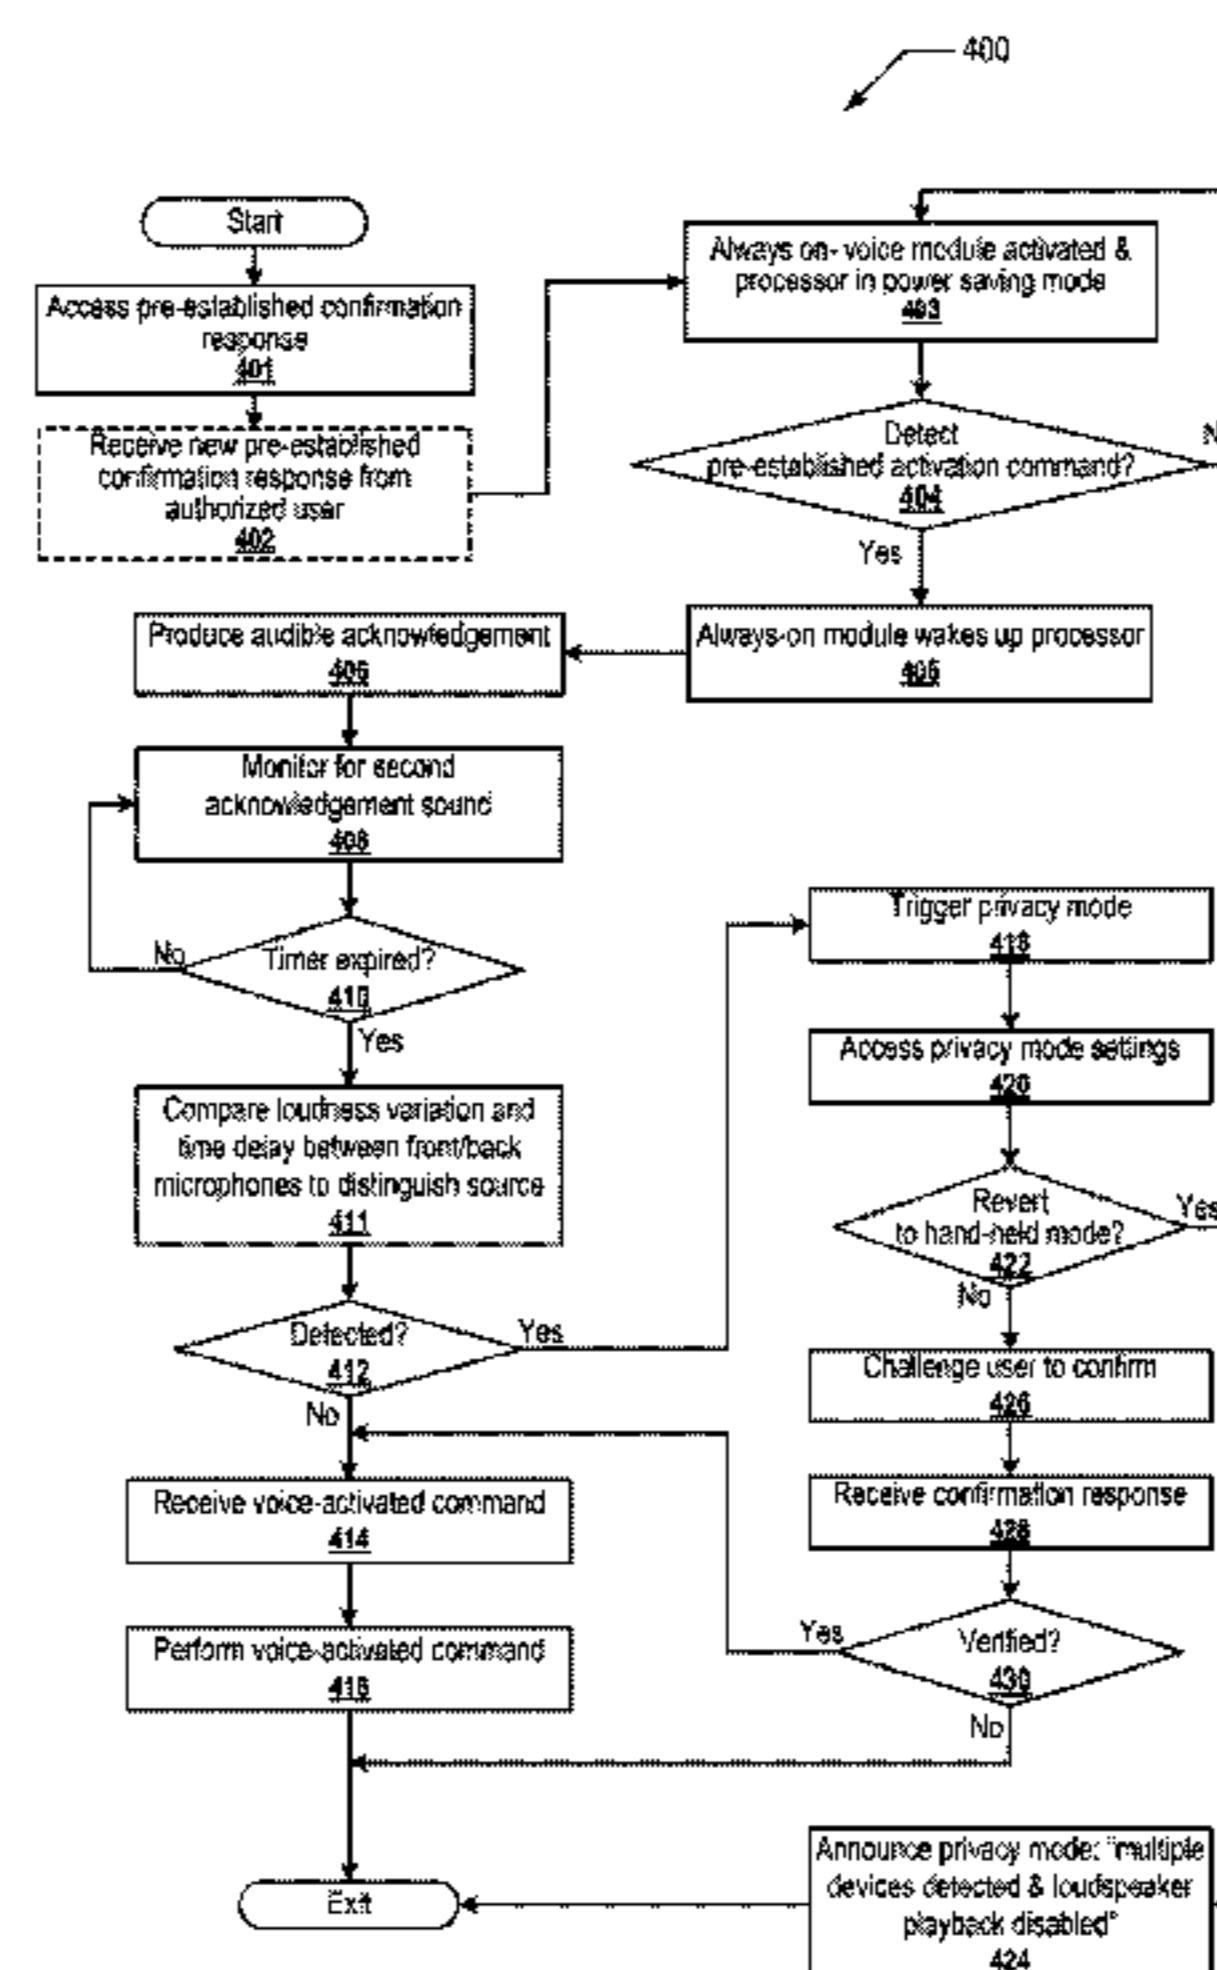 400
Start
Access pre-established confirmation
response
401
Receive new pre-established
confirmation response from
authorized user
402
Always on- voice module activated &
processor in power saving mode
403
Detect
pre-established activation command?
404
Yes
Always-on module wakes up processor
405
Produce audible acknowledgement
406
Monitor for second
acknowledgement sound
408
No
Timer expired?
410
Yes
Compare loudness variation and
time delay between front/back
microphones to distinguish source
411
Detected?
412
Yes
No
Receive voice-activated command
414
Perform voice-activated command
416
Exit
Trigger privacy mode
418
Access privacy mode settings
420
Revert
to hand-held mode?
422
Yes
No
Challenge user to confirm
426
Receive confirmation response
428
Verified?
430
Yes
No
Announce privacy mode: "multiple
devices detected & loudspeaker
playback disabled"
424